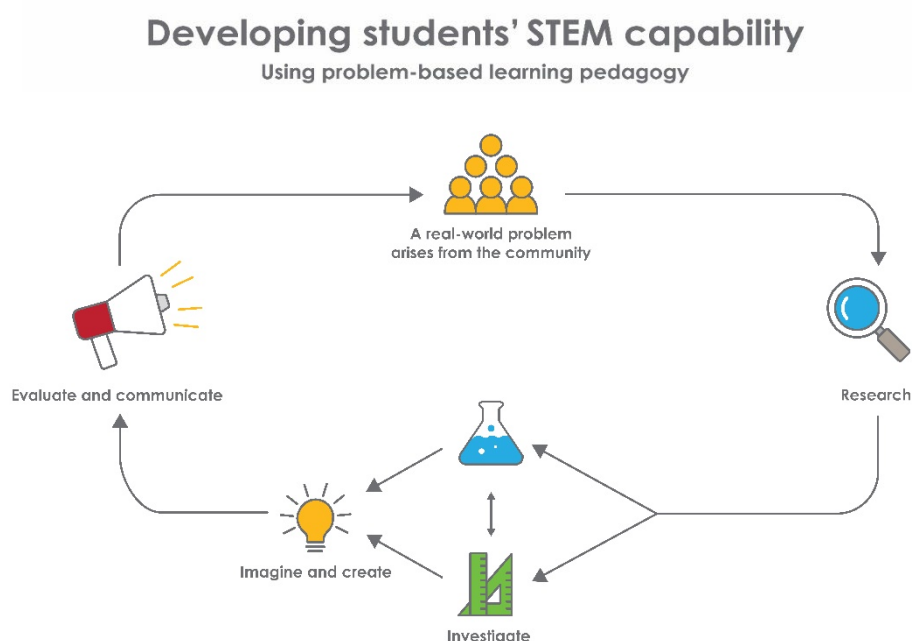 Developing students’ STEM capability
Using problem-based learning pedagogy
A real-world problem
arises from the community
Research
Investigate
Imagine and create
Evaluate and communicate